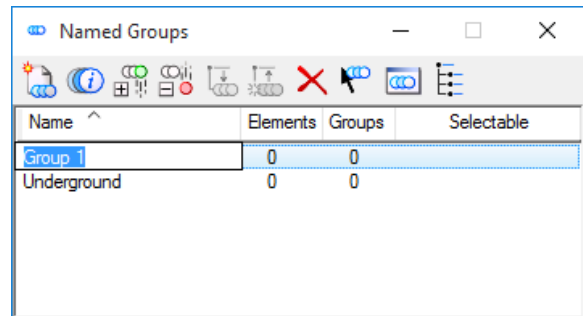 Named Groups
Name Elements Groups Selectable
Group 1 0 0
Underground 0 0